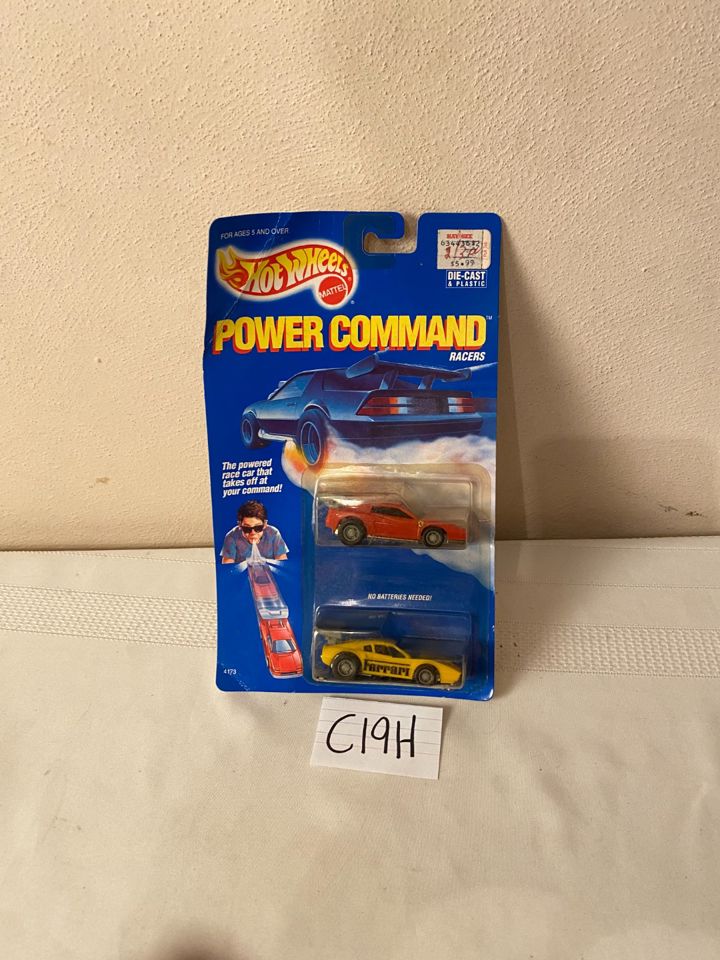 FOR AGES 5 AND OVER
HOT WHEELS
MATTEL
®
$5.99
DIE-CAST
& PLASTIC
POWER COMMAND™
RACERS
The powered
race car that
takes off at
your command!
NO BATTERIES NEEDED!
Ferrari
4173
C19H